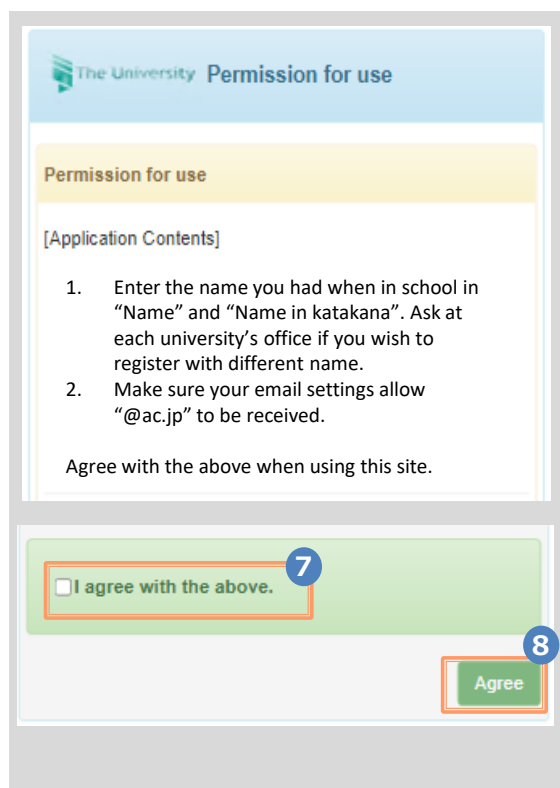 The University Permission for use
Permission for use
[Application Contents]
1. Enter the name you had when in school in
“Name” and “Name in katakana”. Ask at
each university’s office if you wish to
register with different name.
2. Make sure your email settings allow
“@ac.jp” to be received.
Agree with the above when using this site.
7
I agree with the above.
8
Agree